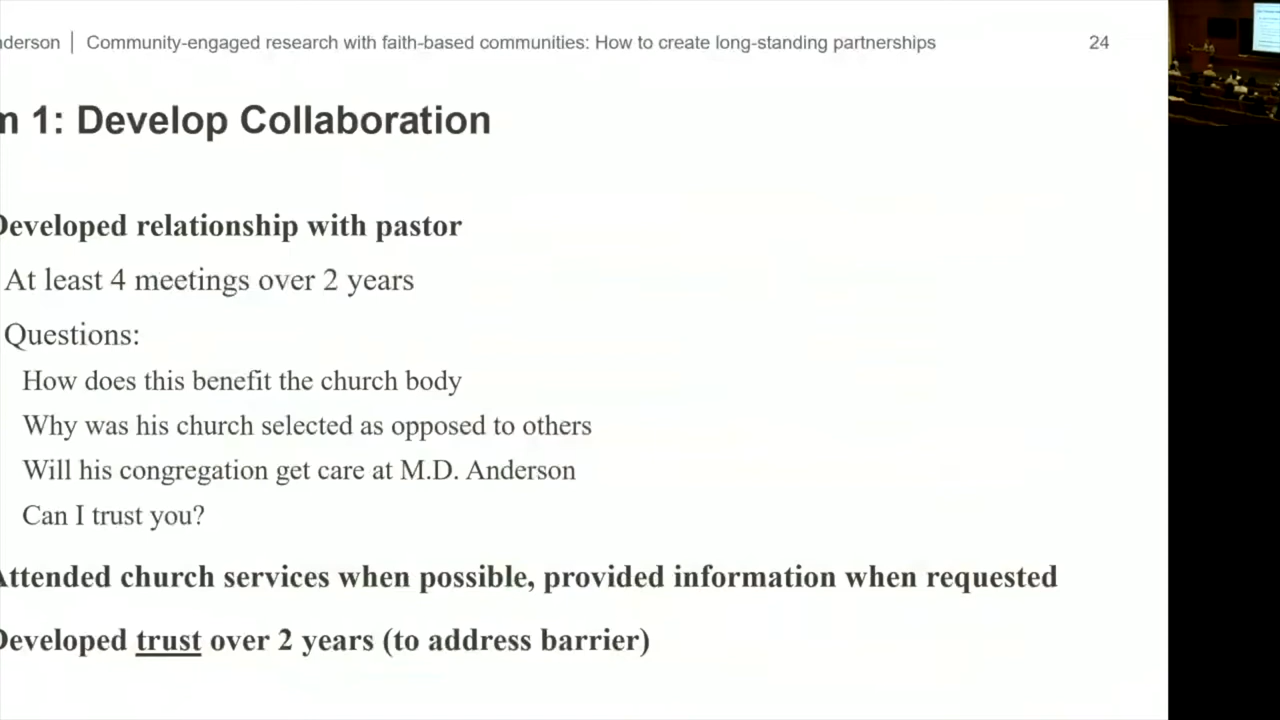 nderson | Community-engaged research with faith-based communities: How to create long-standing partnerships 24
m 1: Develop Collaboration
Developed relationship with pastor
At least 4 meetings over 2 years
Questions:
How does this benefit the church body
Why was his church selected as opposed to others
Will his congregation get care at M.D. Anderson
Can I trust you?
Attended church services when possible, provided information when requested
Developed trust over 2 years (to address barrier)